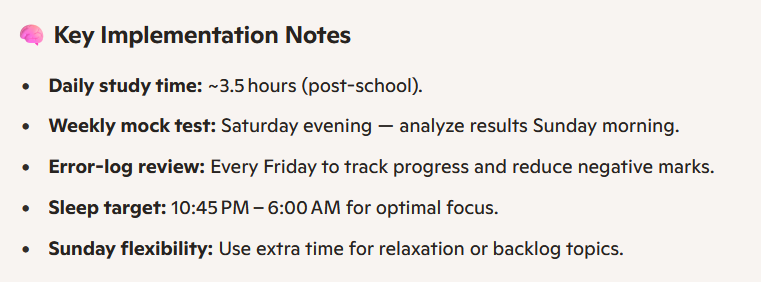 🧠 Key Implementation Notes
• Daily study time: ~3.5 hours (post-school).
• Weekly mock test: Saturday evening — analyze results Sunday morning.
• Error-log review: Every Friday to track progress and reduce negative marks.
• Sleep target: 10:45 PM – 6:00 AM for optimal focus.
• Sunday flexibility: Use extra time for relaxation or backlog topics.